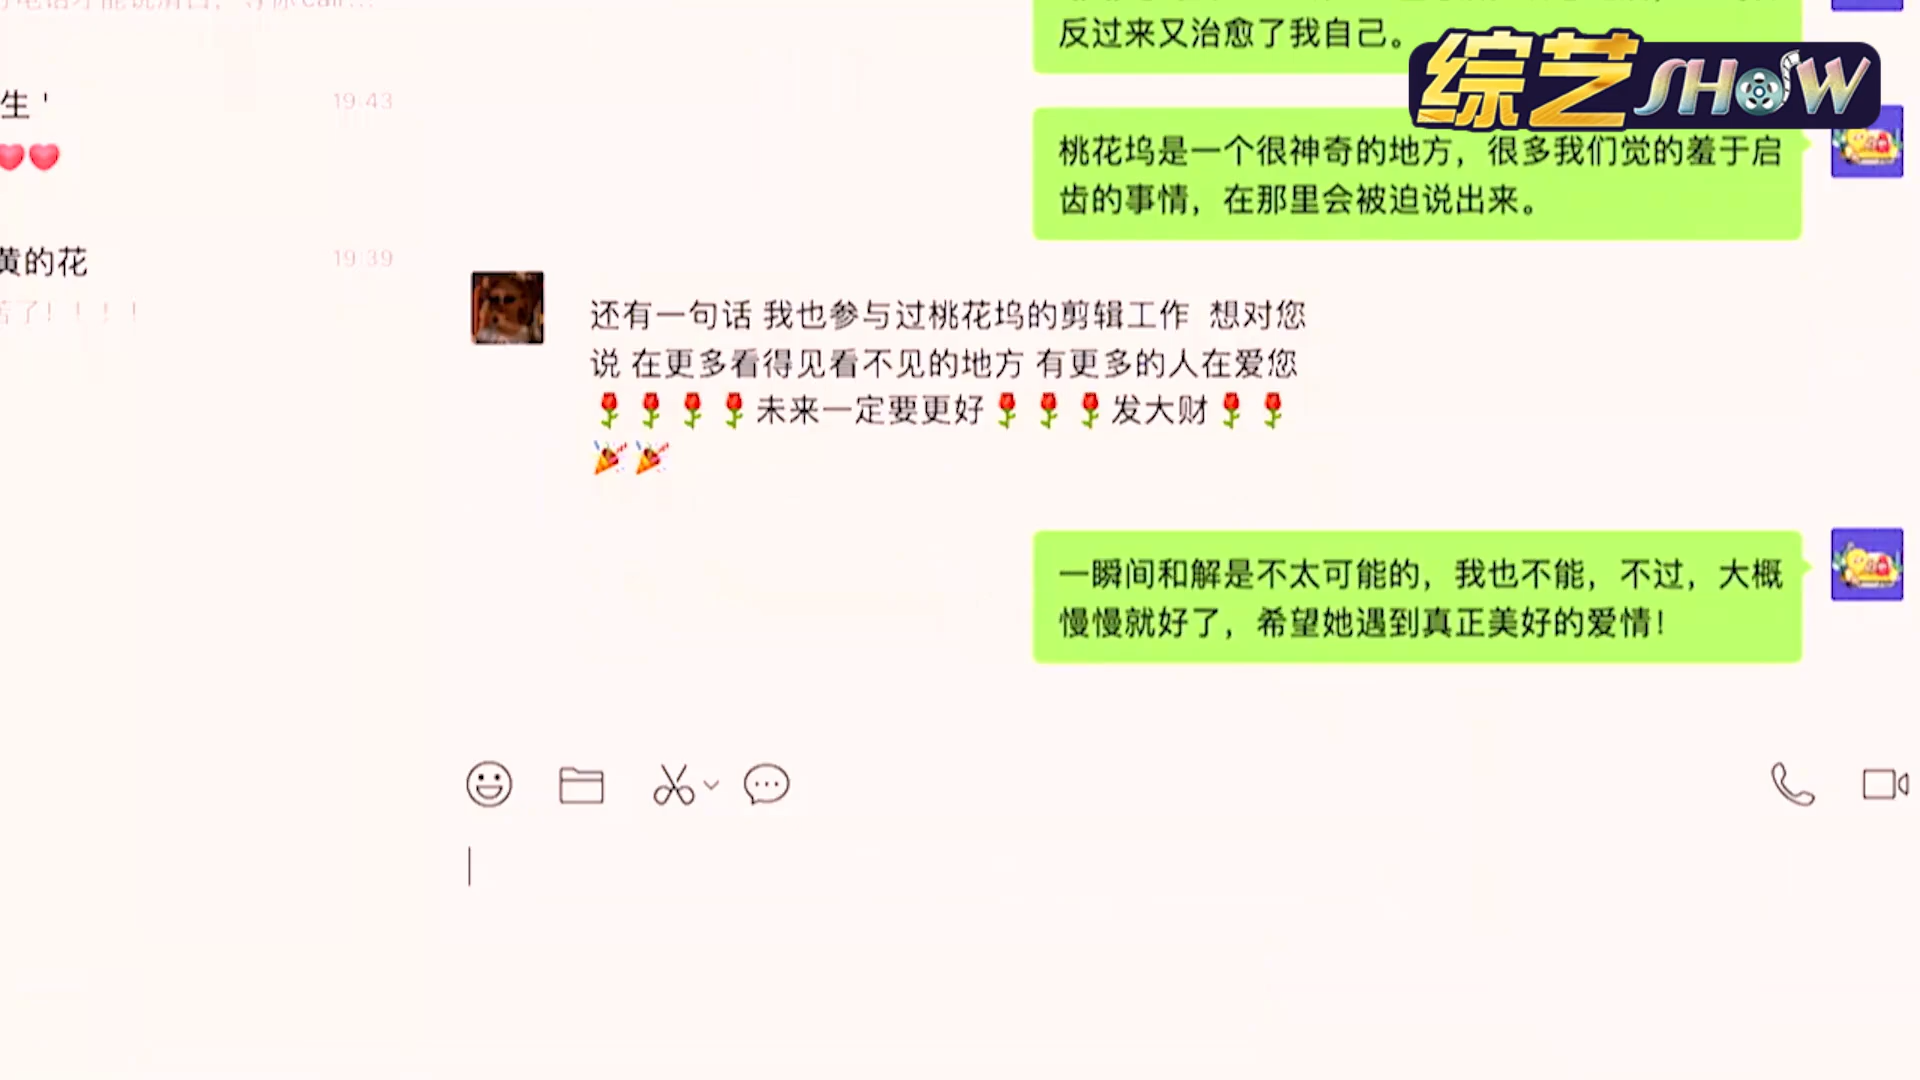 反过来又治愈了我自己。
综艺SHOW
生'
19:43
桃花坞是一个很神奇的地方，很多我们觉的羞于启
齿的事情，在那里会被迫说出来。
黄的花
19:39
苦了！！！！
还有一句话 我也参与过桃花坞的剪辑工作 想对您
说 在更多看得见看不见的地方 有更多的人在爱您
🌹🌹🌹🌹未来一定要更好🌹🌹🌹发大财🌹🌹
🎉🎉
一瞬间和解是不太可能的，我也不能，不过，大概
慢慢就好了，希望她遇到真正美好的爱情！